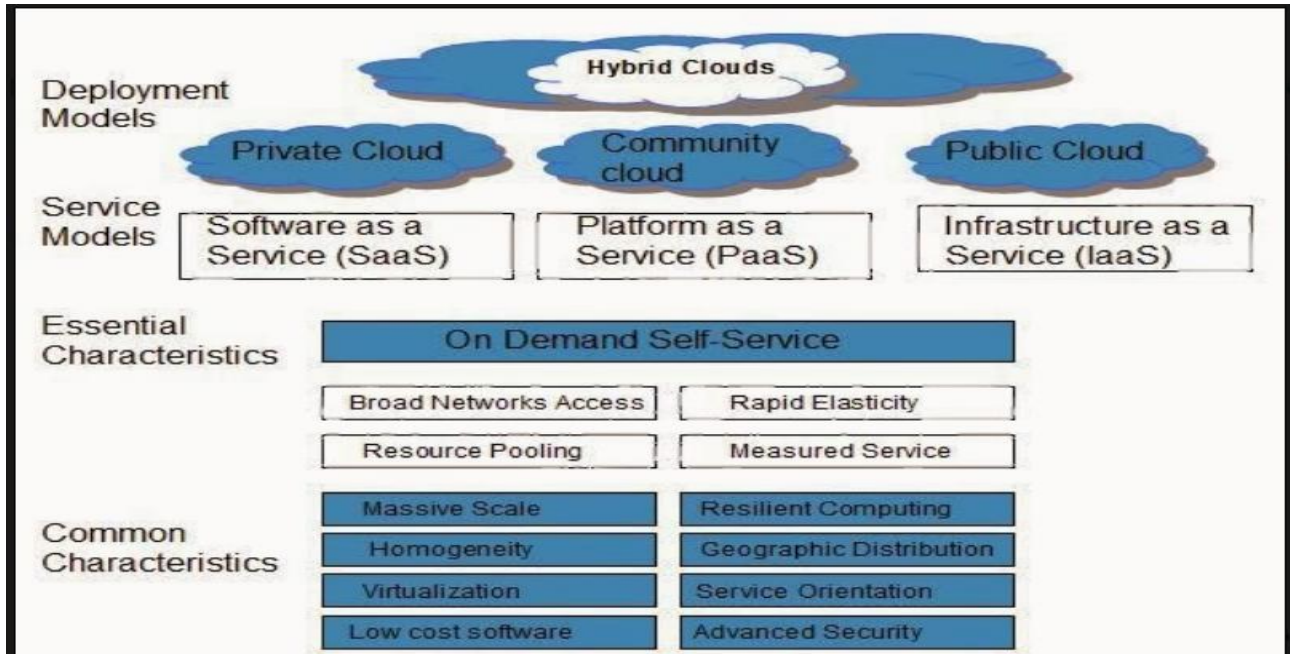 Hybrid Clouds
Deployment
Models
Private Cloud
Community
cloud
Public Cloud
Service
Models
Software as a
Service (SaaS)
Platform as a
Service (PaaS)
Infrastructure as a
Service (IaaS)
Essential
Characteristics
On Demand Self-Service
Broad Networks Access
Rapid Elasticity
Resource Pooling
Measured Service
Common
Characteristics
Massive Scale
Resilient Computing
Homogeneity
Geographic Distribution
Virtualization
Service Orientation
Low cost software
Advanced Security